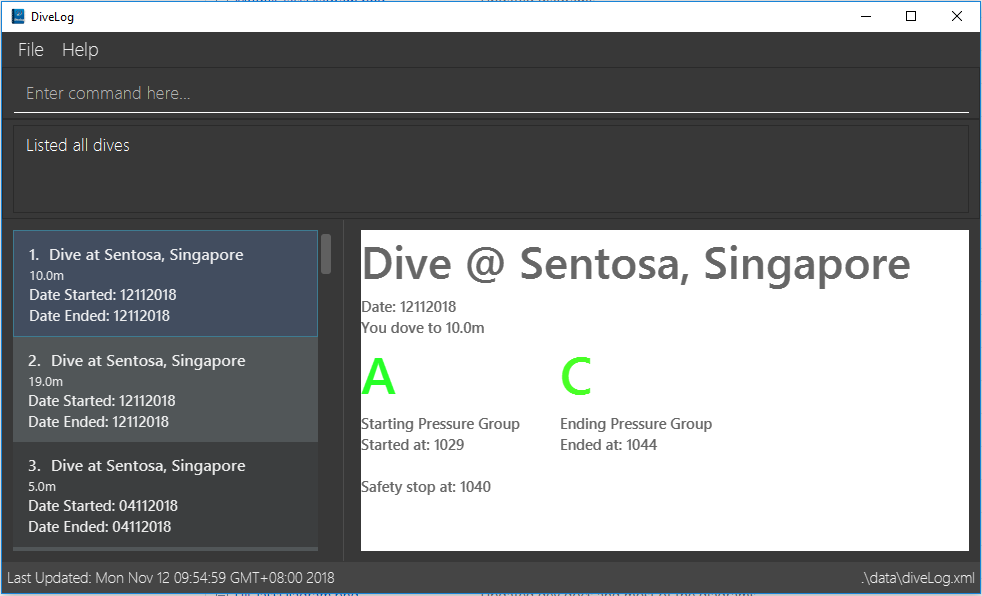 DiveLog
File Help
Enter command here...
Listed all dives
1. Dive at Sentosa, Singapore
10.0m
Date Started: 12112018
Date Ended: 12112018
2. Dive at Sentosa, Singapore
19.0m
Date Started: 12112018
Date Ended: 12112018
3. Dive at Sentosa, Singapore
5.0m
Date Started: 04112018
Date Ended: 04112018
Dive @ Sentosa, Singapore
Date: 12112018
You dove to 10.0m
A C
Starting Pressure Group Ending Pressure Group
Started at: 1029 Ended at: 1044
Safety stop at: 1040
Last Updated: Mon Nov 12 09:54:59 GMT+08:00 2018 .\data\diveLog.xml